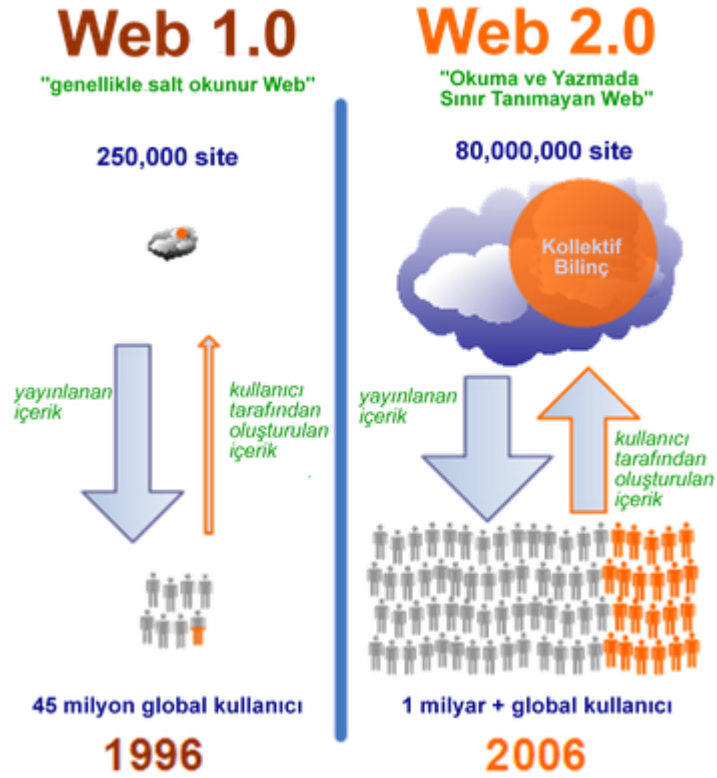 Web 1.0
"genellikle salt okunur Web"
250,000 site
yayınlanan
içerik
kullanıcı
tarafından
oluşturulan
içerik
45 milyon global kullanıcı
1996
Web 2.0
"Okuma ve Yazmada
Sınır Tanımayan Web"
80,000,000 site
Kollektif
Bilinç
yayınlanan
içerik
kullanıcı
tarafından
oluşturulan
içerik
1 milyar + global kullanıcı
2006